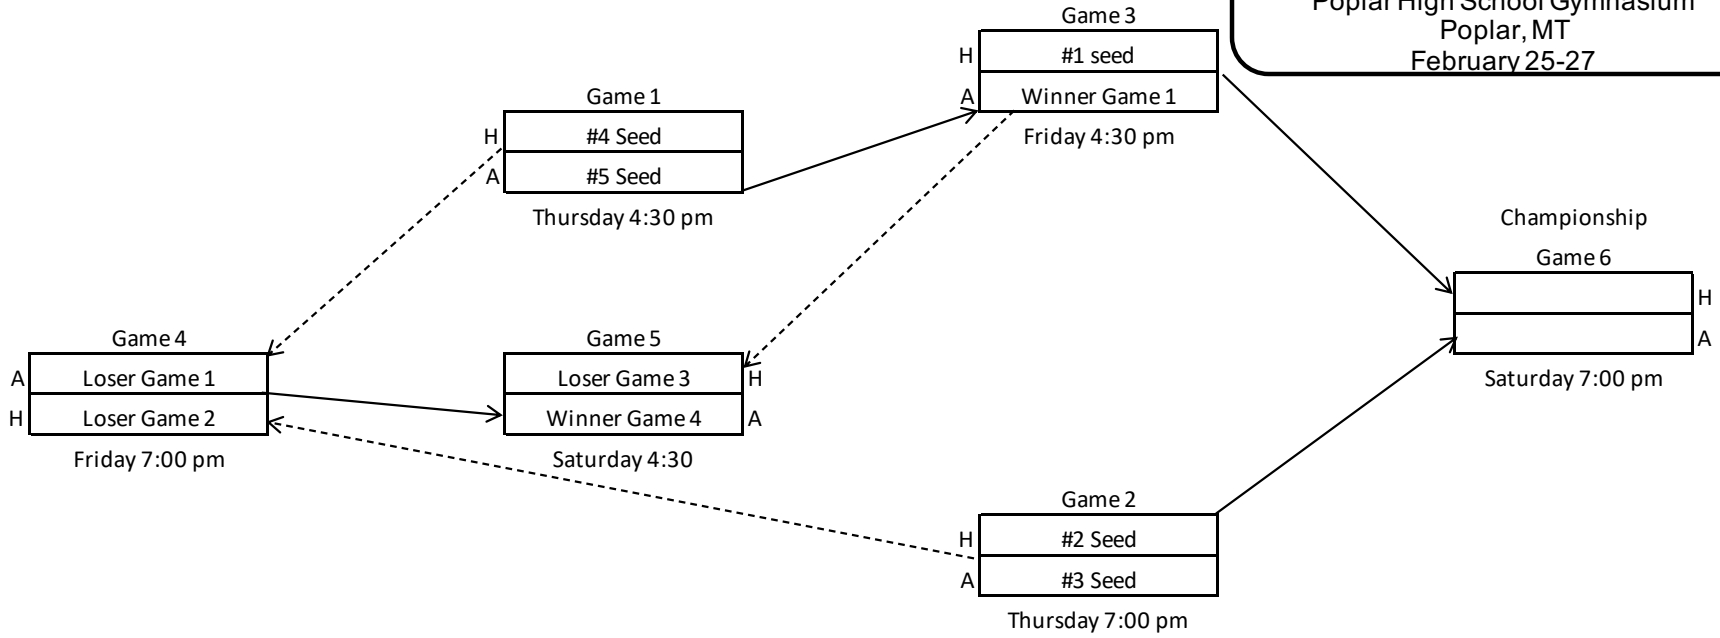 Poplar High School Gymnasium
Poplar, MT
February 25-27
Game 3
H #1 seed
A Winner Game 1
Friday 4:30 pm
Game 1
H #4 Seed
A #5 Seed
Thursday 4:30 pm
Championship
Game 6
H
A
Saturday 7:00 pm
Game 4
A Loser Game 1
H Loser Game 2
Friday 7:00 pm
Game 5
Loser Game 3 H
Winner Game 4 A
Saturday 4:30
Game 2
H #2 Seed
A #3 Seed
Thursday 7:00 pm